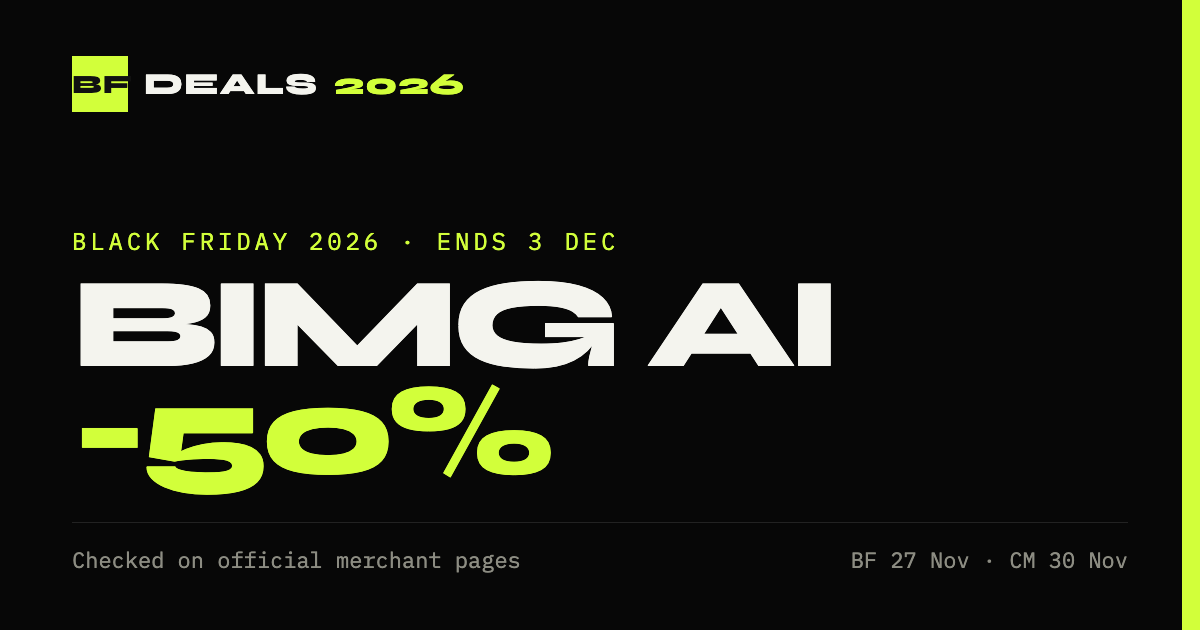 BF DEALS 2026
BLACK FRIDAY 2026 · ENDS 3 DEC
BIMG AI
-50%
Checked on official merchant pages
BF 27 Nov · CM 30 Nov